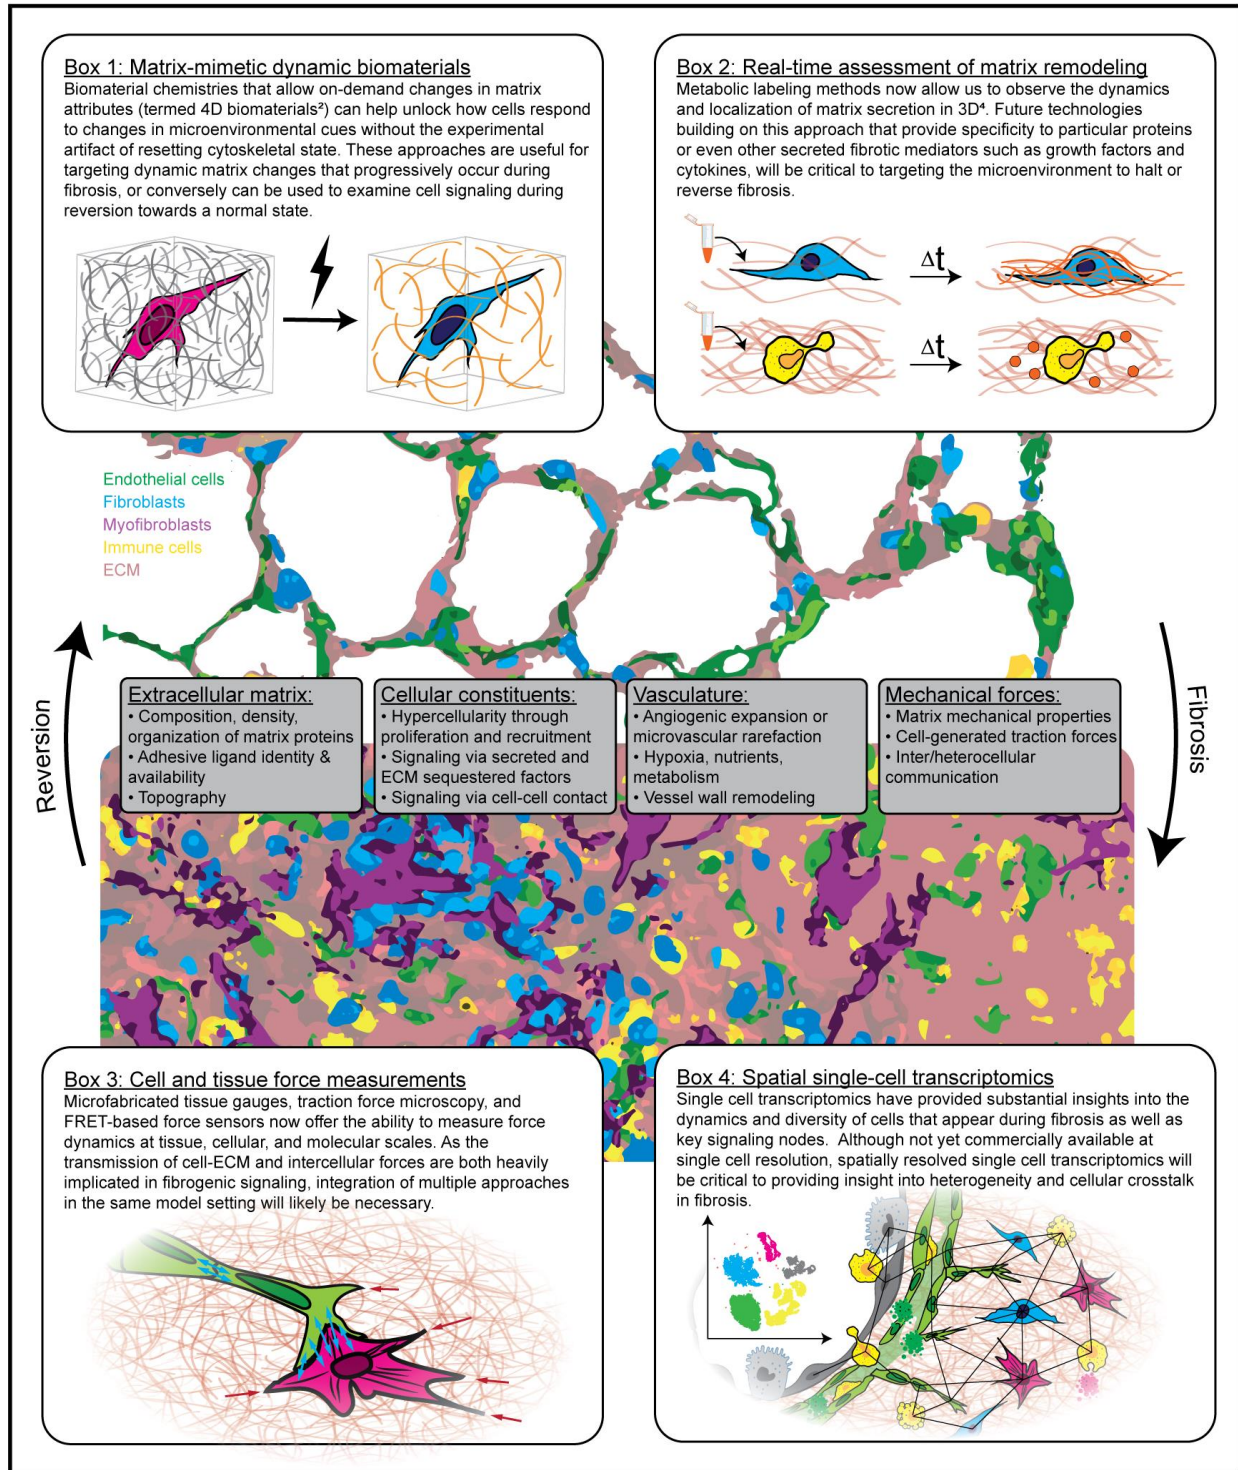 Box 1: Matrix-mimetic dynamic biomaterials
Biomaterial chemistries that allow on-demand changes in matrix
attributes (termed 4D biomaterials²) can help unlock how cells respond
to changes in microenvironmental cues without the experimental
artifact of resetting cytoskeletal state. These approaches are useful for
targeting dynamic matrix changes that progressively occur during
fibrosis, or conversely can be used to examine cell signaling during
reversion towards a normal state.
Box 2: Real-time assessment of matrix remodeling
Metabolic labeling methods now allow us to observe the dynamics
and localization of matrix secretion in 3D⁴. Future technologies
building on this approach that provide specificity to particular proteins
or even other secreted fibrotic mediators such as growth factors and
cytokines, will be critical to targeting the microenvironment to halt or
reverse fibrosis.
Δt
Δt
Endothelial cells
Fibroblasts
Myofibroblasts
Immune cells
ECM
Reversion
Fibrosis
Extracellular matrix:
• Composition, density,
organization of matrix proteins
• Adhesive ligand identity &
availability
• Topography
Cellular constituents:
• Hypercellularity through
proliferation and recruitment
• Signaling via secreted and
ECM sequestered factors
• Signaling via cell-cell contact
Vasculature:
• Angiogenic expansion or
microvascular rarefaction
• Hypoxia, nutrients,
metabolism
• Vessel wall remodeling
Mechanical forces:
• Matrix mechanical properties
• Cell-generated traction forces
• Inter/heterocellular
communication
Box 3: Cell and tissue force measurements
Microfabricated tissue gauges, traction force microscopy, and
FRET-based force sensors now offer the ability to measure force
dynamics at tissue, cellular, and molecular scales. As the
transmission of cell-ECM and intercellular forces are both heavily
implicated in fibrogenic signaling, integration of multiple approaches
in the same model setting will likely be necessary.
Box 4: Spatial single-cell transcriptomics
Single cell transcriptomics have provided substantial insights into the
dynamics and diversity of cells that appear during fibrosis as well as
key signaling nodes.  Although not yet commercially available at
single cell resolution, spatially resolved single cell transcriptomics will
be critical to providing insight into heterogeneity and cellular crosstalk
in fibrosis.